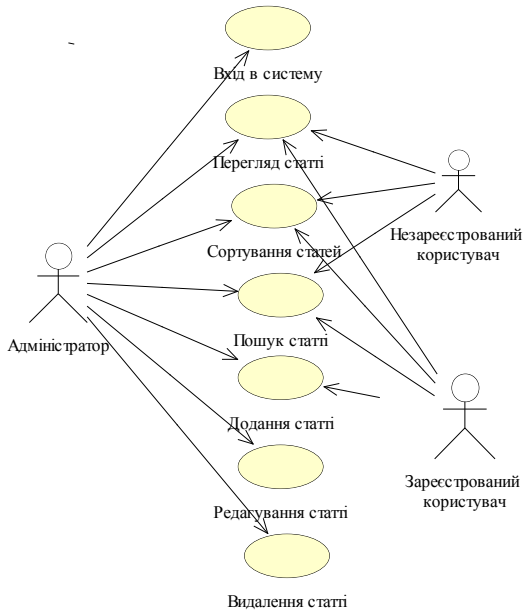 Вхід в систему
Перегляд статті
Незареєстрований
користувач
Сортування статей
Пошук статті
Адміністратор
Додання статті
Зареєстрований
користувач
Редагування статті
Видалення статті